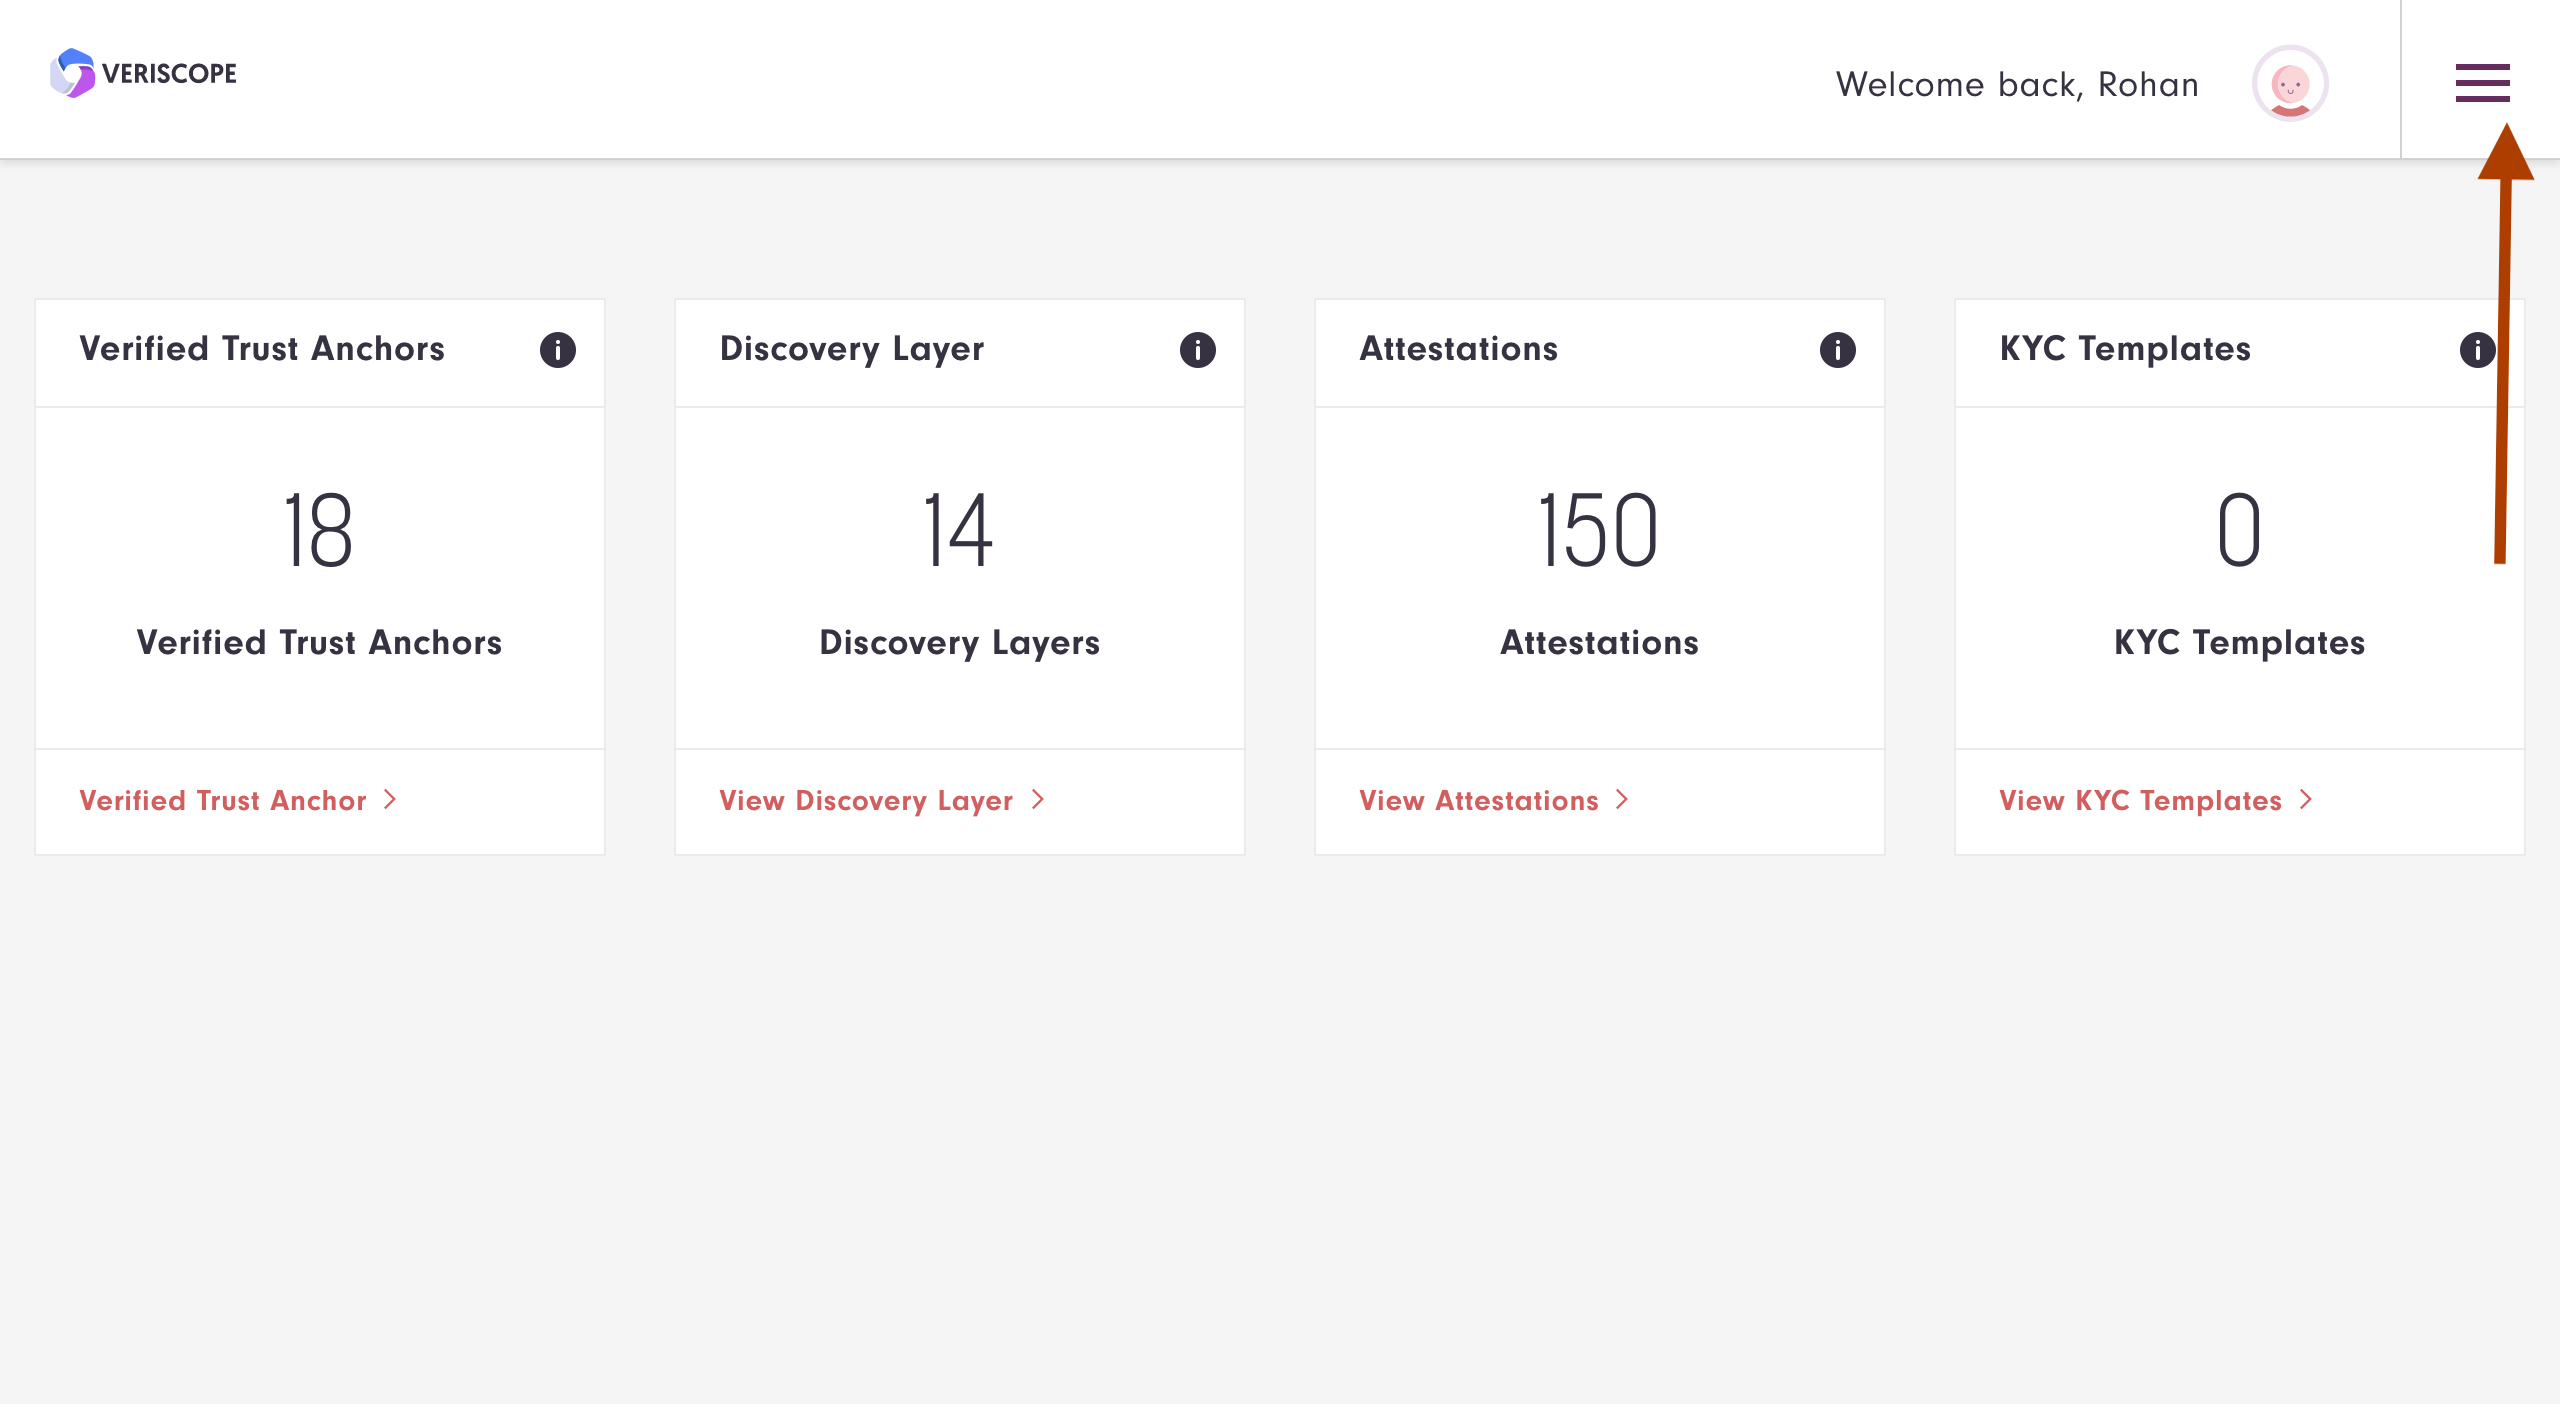 VERISCOPE
Welcome back, Rohan
Verified Trust Anchors
18
Verified Trust Anchors
Verified Trust Anchor
Discovery Layer
14
Discovery Layers
View Discovery Layer
Attestations
150
Attestations
View Attestations
KYC Templates
0
KYC Templates
View KYC Templates